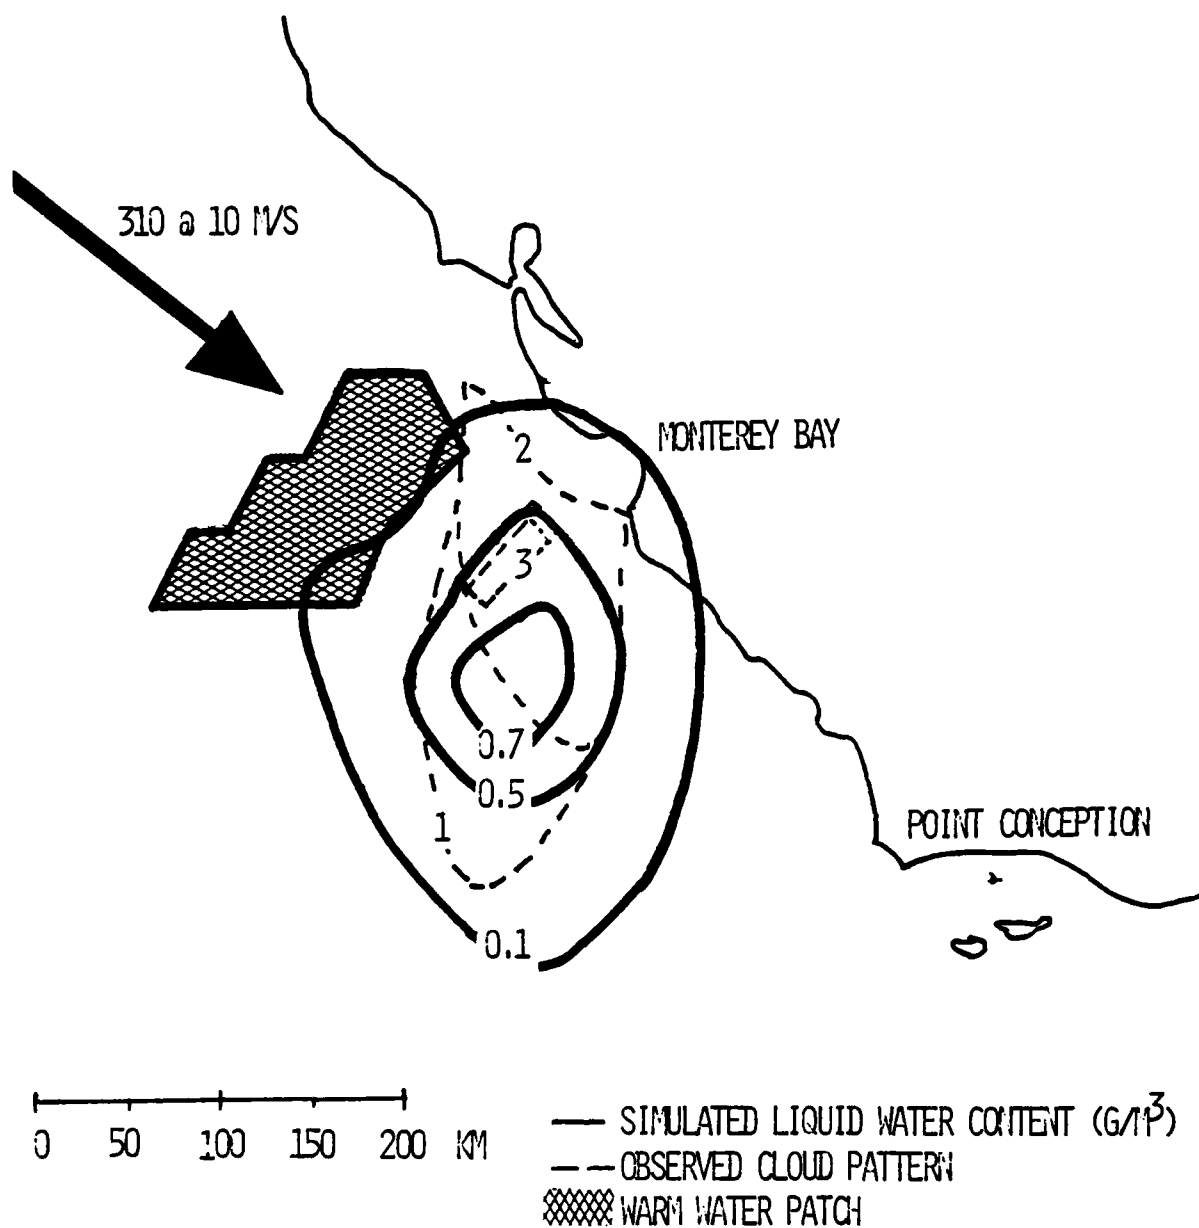 310 @ 10 M/S
MONTEREY BAY
2
3
0.7
0.5
1
POINT CONCEPTION
0.1
0 50 100 150 200 KM
SIMULATED LIQUID WATER CONTENT (G/M³)
OBSERVED CLOUD PATTERN
WARM WATER PATCH